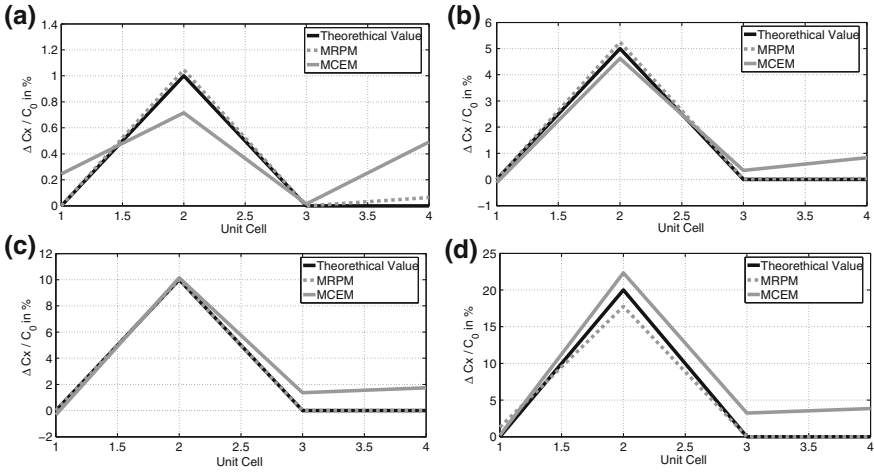 (a)
Δ Cx / C0 in %
1.4
1.2
1
0.8
0.6
0.4
0.2
0
1 1.5 2 2.5 3 3.5 4
Unit Cell
Theorethical Value
MRPM
MCEM
(b)
Δ Cx / C0 in %
6
5
4
3
2
1
0
−1
1 1.5 2 2.5 3 3.5 4
Unit Cell
Theorethical Value
MRPM
MCEM
(c)
Δ Cx / C0 in %
12
10
8
6
4
2
0
−2
1 1.5 2 2.5 3 3.5 4
Unit Cell
Theorethical Value
MRPM
MCEM
(d)
Δ Cx / C0 in %
25
20
15
10
5
0
1 1.5 2 2.5 3 3.5 4
Unit Cell
Theorethical Value
MRPM
MCEM